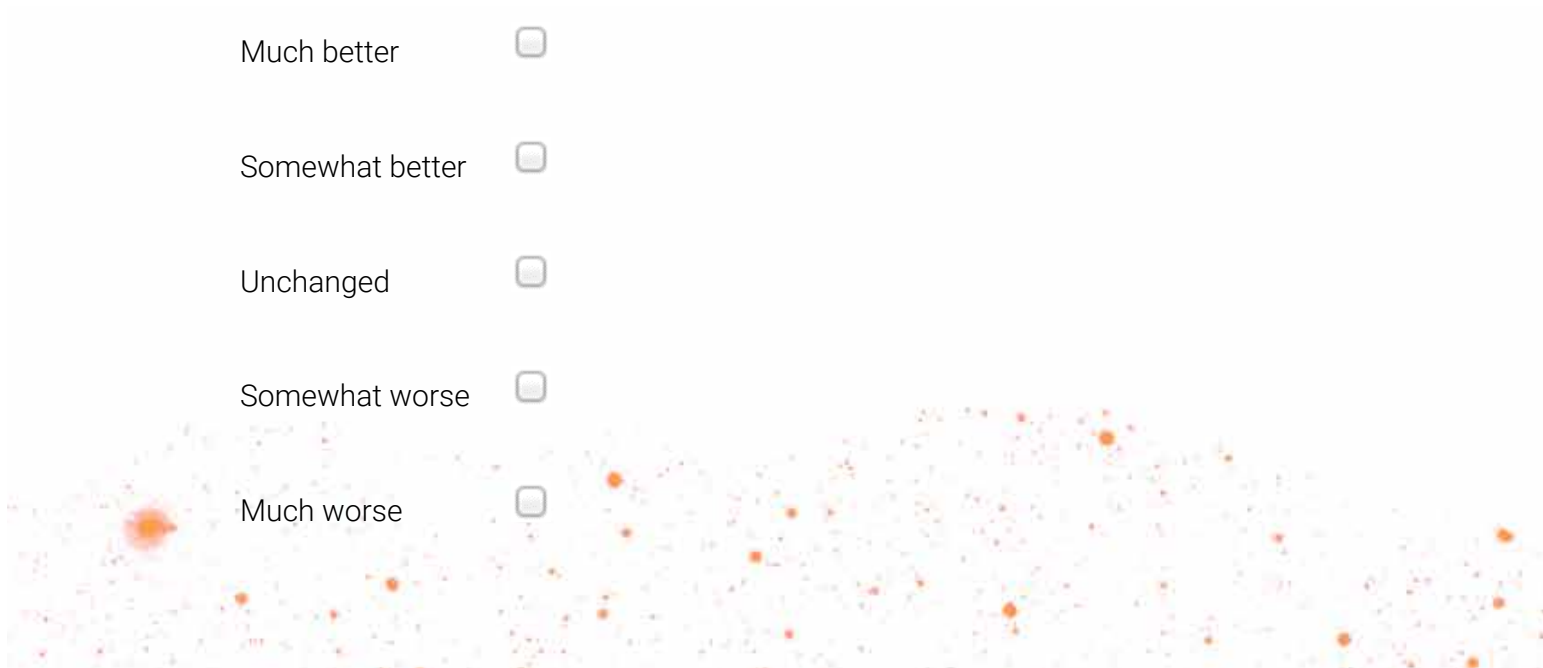 Much better
Somewhat better
Unchanged
Somewhat worse
Much worse